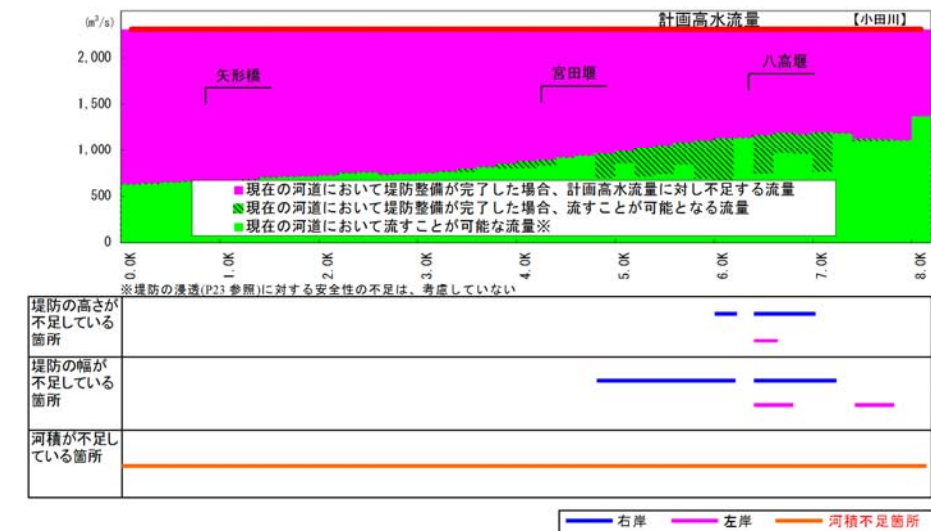 (m³/s)
計画高水流量
【小田川】
2,000
1,500
1,000
500
0
矢形橋
宮田堰
八高堰
現在の河道において堤防整備が完了した場合、計画高水流量に対し不足する流量
現在の河道において堤防整備が完了した場合、流すことが可能となる流量
現在の河道において流すことが可能な流量※
0.0K
1.0K
2.0K
3.0K
4.0K
5.0K
6.0K
7.0K
8.0K
※堤防の浸透(P23 参照)に対する安全性の不足は、考慮していない
堤防の高さが
不足している
箇所
堤防の幅が
不足している
箇所
河積が不足し
ている箇所
右岸
左岸
河積不足箇所